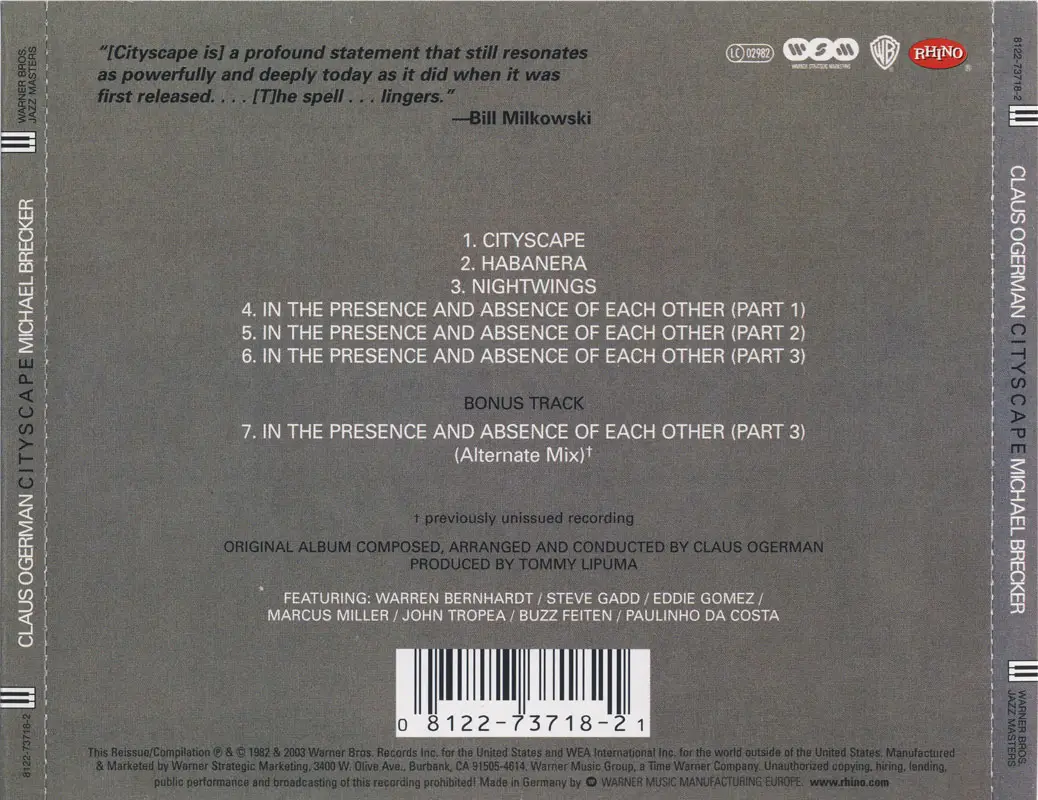 "[Cityscape is] a profound statement that still resonates
as powerfully and deeply today as it did when it was
first released. . . . [T]he spell . . . lingers."
—Bill Milkowski
LC 02982
WSM
WARNER STRATEGIC MARKETING
WB
RHINO
®
1. CITYSCAPE
2. HABANERA
3. NIGHTWINGS
4. IN THE PRESENCE AND ABSENCE OF EACH OTHER (PART 1)
5. IN THE PRESENCE AND ABSENCE OF EACH OTHER (PART 2)
6. IN THE PRESENCE AND ABSENCE OF EACH OTHER (PART 3)
BONUS TRACK
7. IN THE PRESENCE AND ABSENCE OF EACH OTHER (PART 3)
(Alternate Mix)†
† previously unissued recording
ORIGINAL ALBUM COMPOSED, ARRANGED AND CONDUCTED BY CLAUS OGERMAN
PRODUCED BY TOMMY LIPUMA
FEATURING: WARREN BERNHARDT / STEVE GADD / EDDIE GOMEZ /
MARCUS MILLER / JOHN TROPEA / BUZZ FEITEN / PAULINHO DA COSTA
0 8122-73718-2 1
This Reissue/Compilation ℗ & © 1982 & 2003 Warner Bros. Records Inc. for the United States and WEA International Inc. for the world outside of the United States. Manufactured
& Marketed by Warner Strategic Marketing, 3400 W. Olive Ave., Burbank, CA 91505-4614. Warner Music Group, a Time Warner Company. Unauthorized copying, hiring, lending,
public performance and broadcasting of this recording prohibited! Made in Germany by WARNER MUSIC MANUFACTURING EUROPE. www.rhino.com
WARNER BROS.
JAZZ MASTERS
CLAUS OGERMAN CITYSCAPE MICHAEL BRECKER
8122-73718-2
8122-73718-2
CLAUS OGERMAN CITYSCAPE MICHAEL BRECKER
WARNER BROS.
JAZZ MASTERS